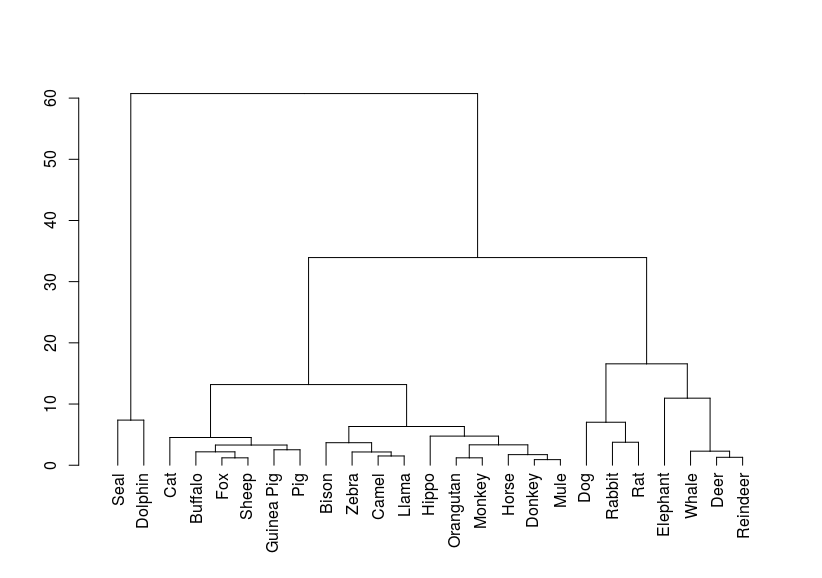 60
50
40
30
20
10
0
Seal
Dolphin
Cat
Buffalo
Fox
Sheep
Guinea Pig
Pig
Bison
Zebra
Camel
Llama
Hippo
Orangutan
Monkey
Horse
Donkey
Mule
Dog
Rabbit
Rat
Elephant
Whale
Deer
Reindeer